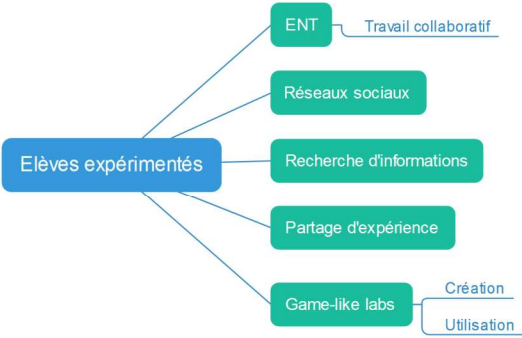 ENT
Travail collaboratif
Réseaux sociaux
Elèves expérimentés
Recherche d'informations
Partage d'expérience
Game-like labs
Création
Utilisation